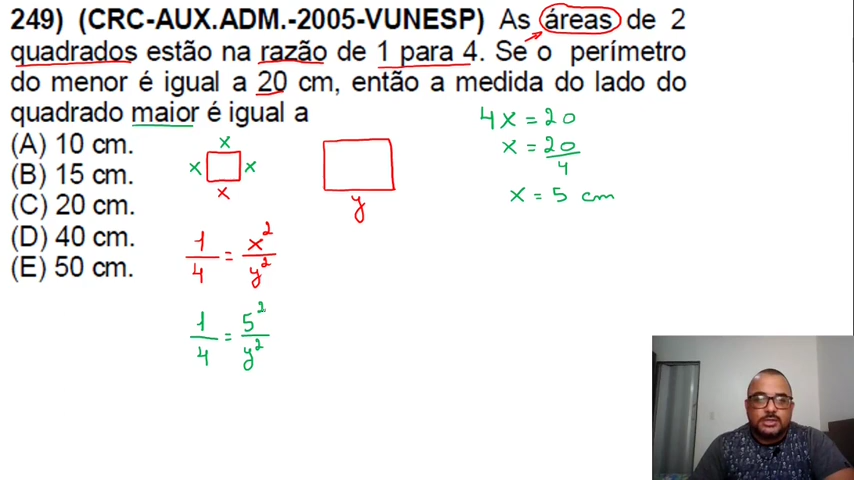 249) (CRC-AUX.ADM.-2005-VUNESP) As áreas de 2
quadrados estão na razão de 1 para 4. Se o perímetro
do menor é igual a 20 cm, então a medida do lado do
quadrado maior é igual a
(A) 10 cm.
(B) 15 cm.
(C) 20 cm.
(D) 40 cm.
(E) 50 cm.
x
x x
x
y
1/4 = x²/y²
1/4 = 5²/y²
4x = 20
x = 20/4
x = 5 cm